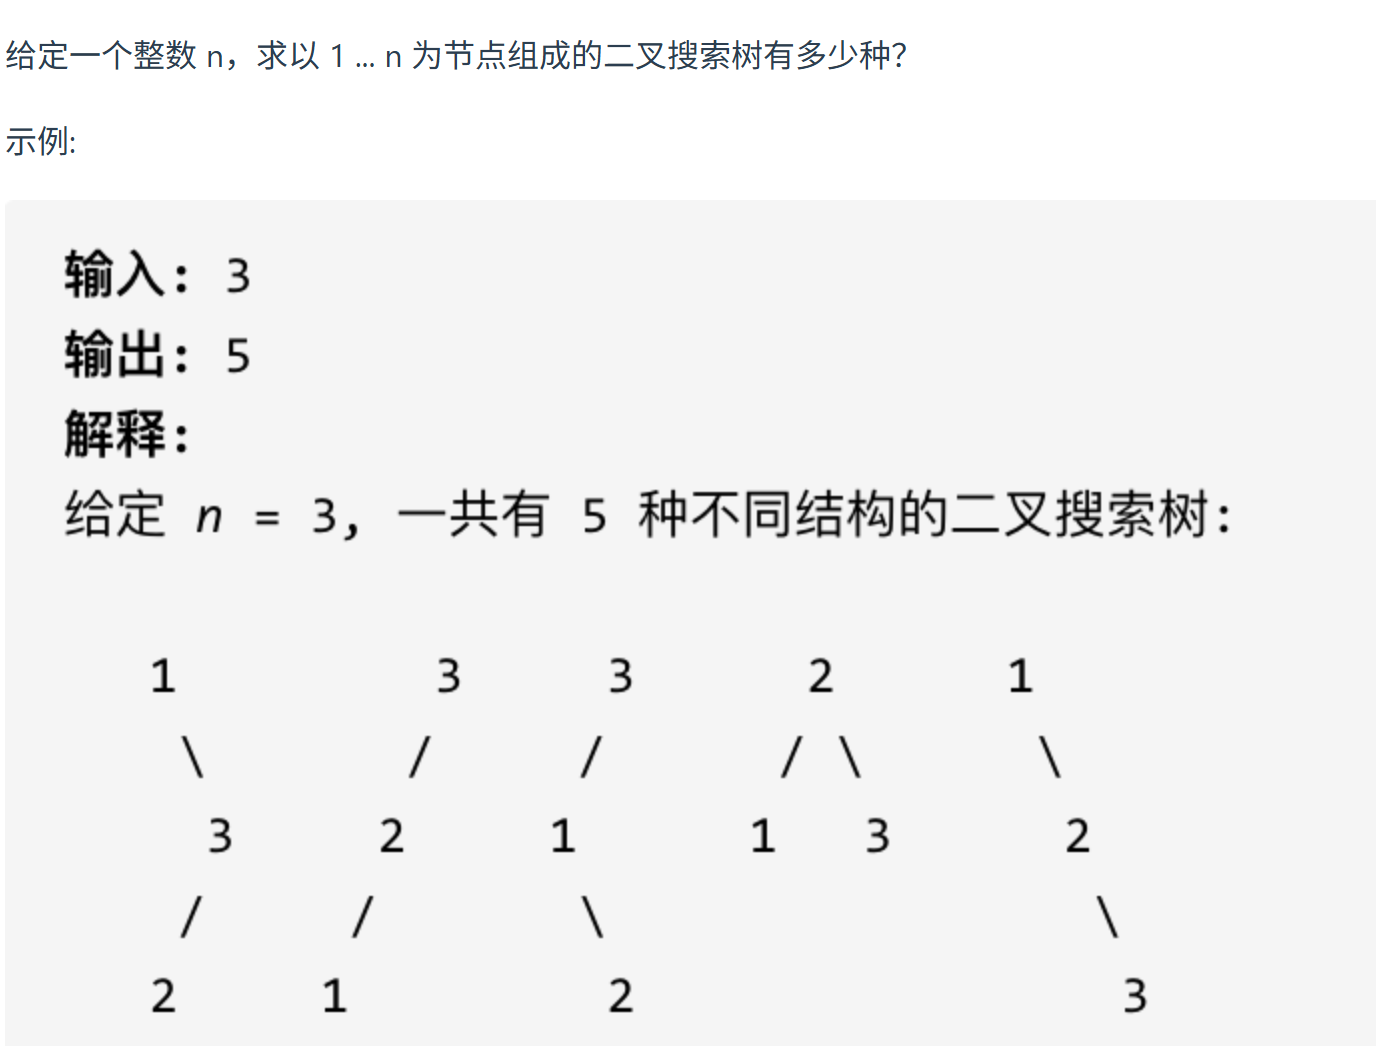 给定一个整数 n，求以 1 ... n 为节点组成的二叉搜索树有多少种？
示例:
输入: 3
输出: 5
解释:
给定 n = 3, 一共有 5 种不同结构的二叉搜索树:
1 3 3 2 1
\ / / / \ \
3 2 1 1 3 2
/ / \ \
2 1 2 3